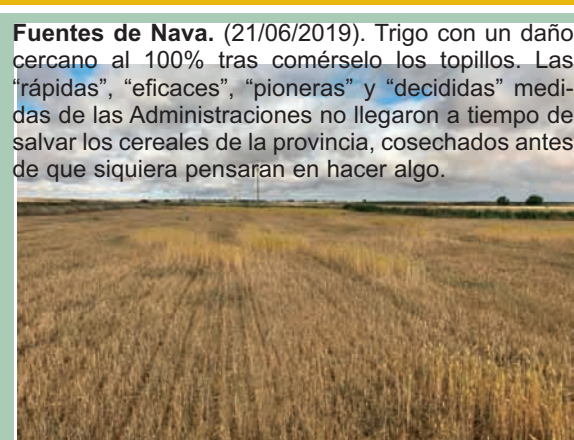 Fuentes de Nava. (21/06/2019). Trigo con un daño
cercano al 100% tras comérselo los topillos. Las
“rápidas”, “eficaces”, “pioneras” y “decididas” medi-
das de las Administraciones no llegaron a tiempo de
salvar los cereales de la provincia, cosechados antes
de que siquiera pensaran en hacer algo.